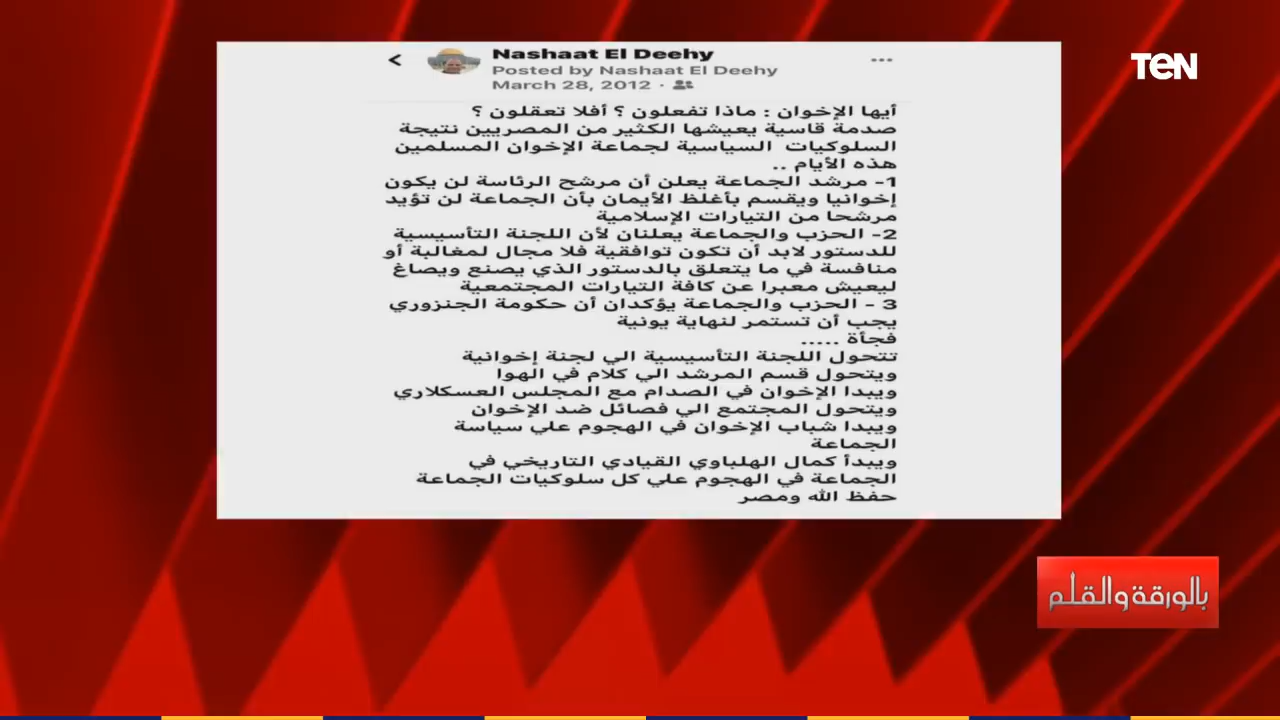 Nashaat El Deehy
Posted by Nashaat El Deehy
March 28, 2012 ·
TeN
أيها الإخوان : ماذا تفعلون ؟ أفلا تعقلون ؟
صدمة قاسية يعيشها الكثير من المصريين نتيجة
السلوكيات السياسية لجماعة الإخوان المسلمين
هذه الأيام ..
1- مرشد الجماعة يعلن أن مرشح الرئاسة لن يكون
إخوانيا ويقسم بأغلظ الأيمان بأن الجماعة لن تؤيد
مرشحا من التيارات الإسلامية
2- الحزب والجماعة يعلنان لأن اللجنة التأسيسية
للدستور لابد أن تكون توافقية فلا مجال لمغالبة أو
منافسة في ما يتعلق بالدستور الذي يصنع ويصاغ
ليعيش معبرا عن كافة التيارات المجتمعية
3 - الحزب والجماعة يؤكدان أن حكومة الجنزوري
يجب أن تستمر لنهاية يونية
فجأة .....
تتحول اللجنة التأسيسية الي لجنة إخوانية
ويتحول قسم المرشد الي كلام في الهوا
ويبدا الإخوان في الصدام مع المجلس العسكلاري
ويتحول المجتمع الي فصائل ضد الإخوان
ويبدا شباب الإخوان في الهجوم علي سياسة
الجماعة
ويبدأ كمال الهلباوي القيادي التاريخي في
الجماعة في الهجوم علي كل سلوكيات الجماعة
حفظ الله ومصر
بالورقة والقلم